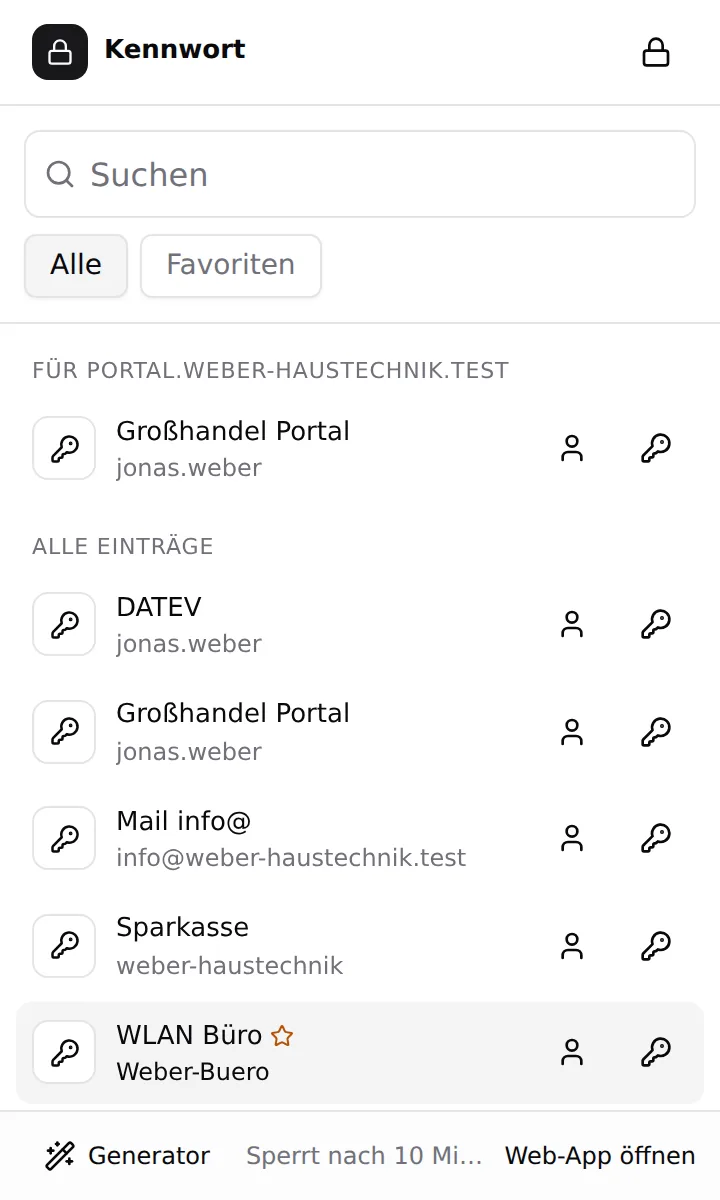 Kennwort
Suchen
Alle
Favoriten
FÜR PORTAL.WEBER-HAUSTECHNIK.TEST
Großhandel Portal
jonas.weber
ALLE EINTRÄGE
DATEV
jonas.weber
Großhandel Portal
jonas.weber
Mail info@
info@weber-haustechnik.test
Sparkasse
weber-haustechnik
WLAN Büro
Weber-Buero
Generator
Sperrt nach 10 Mi...
Web-App öffnen